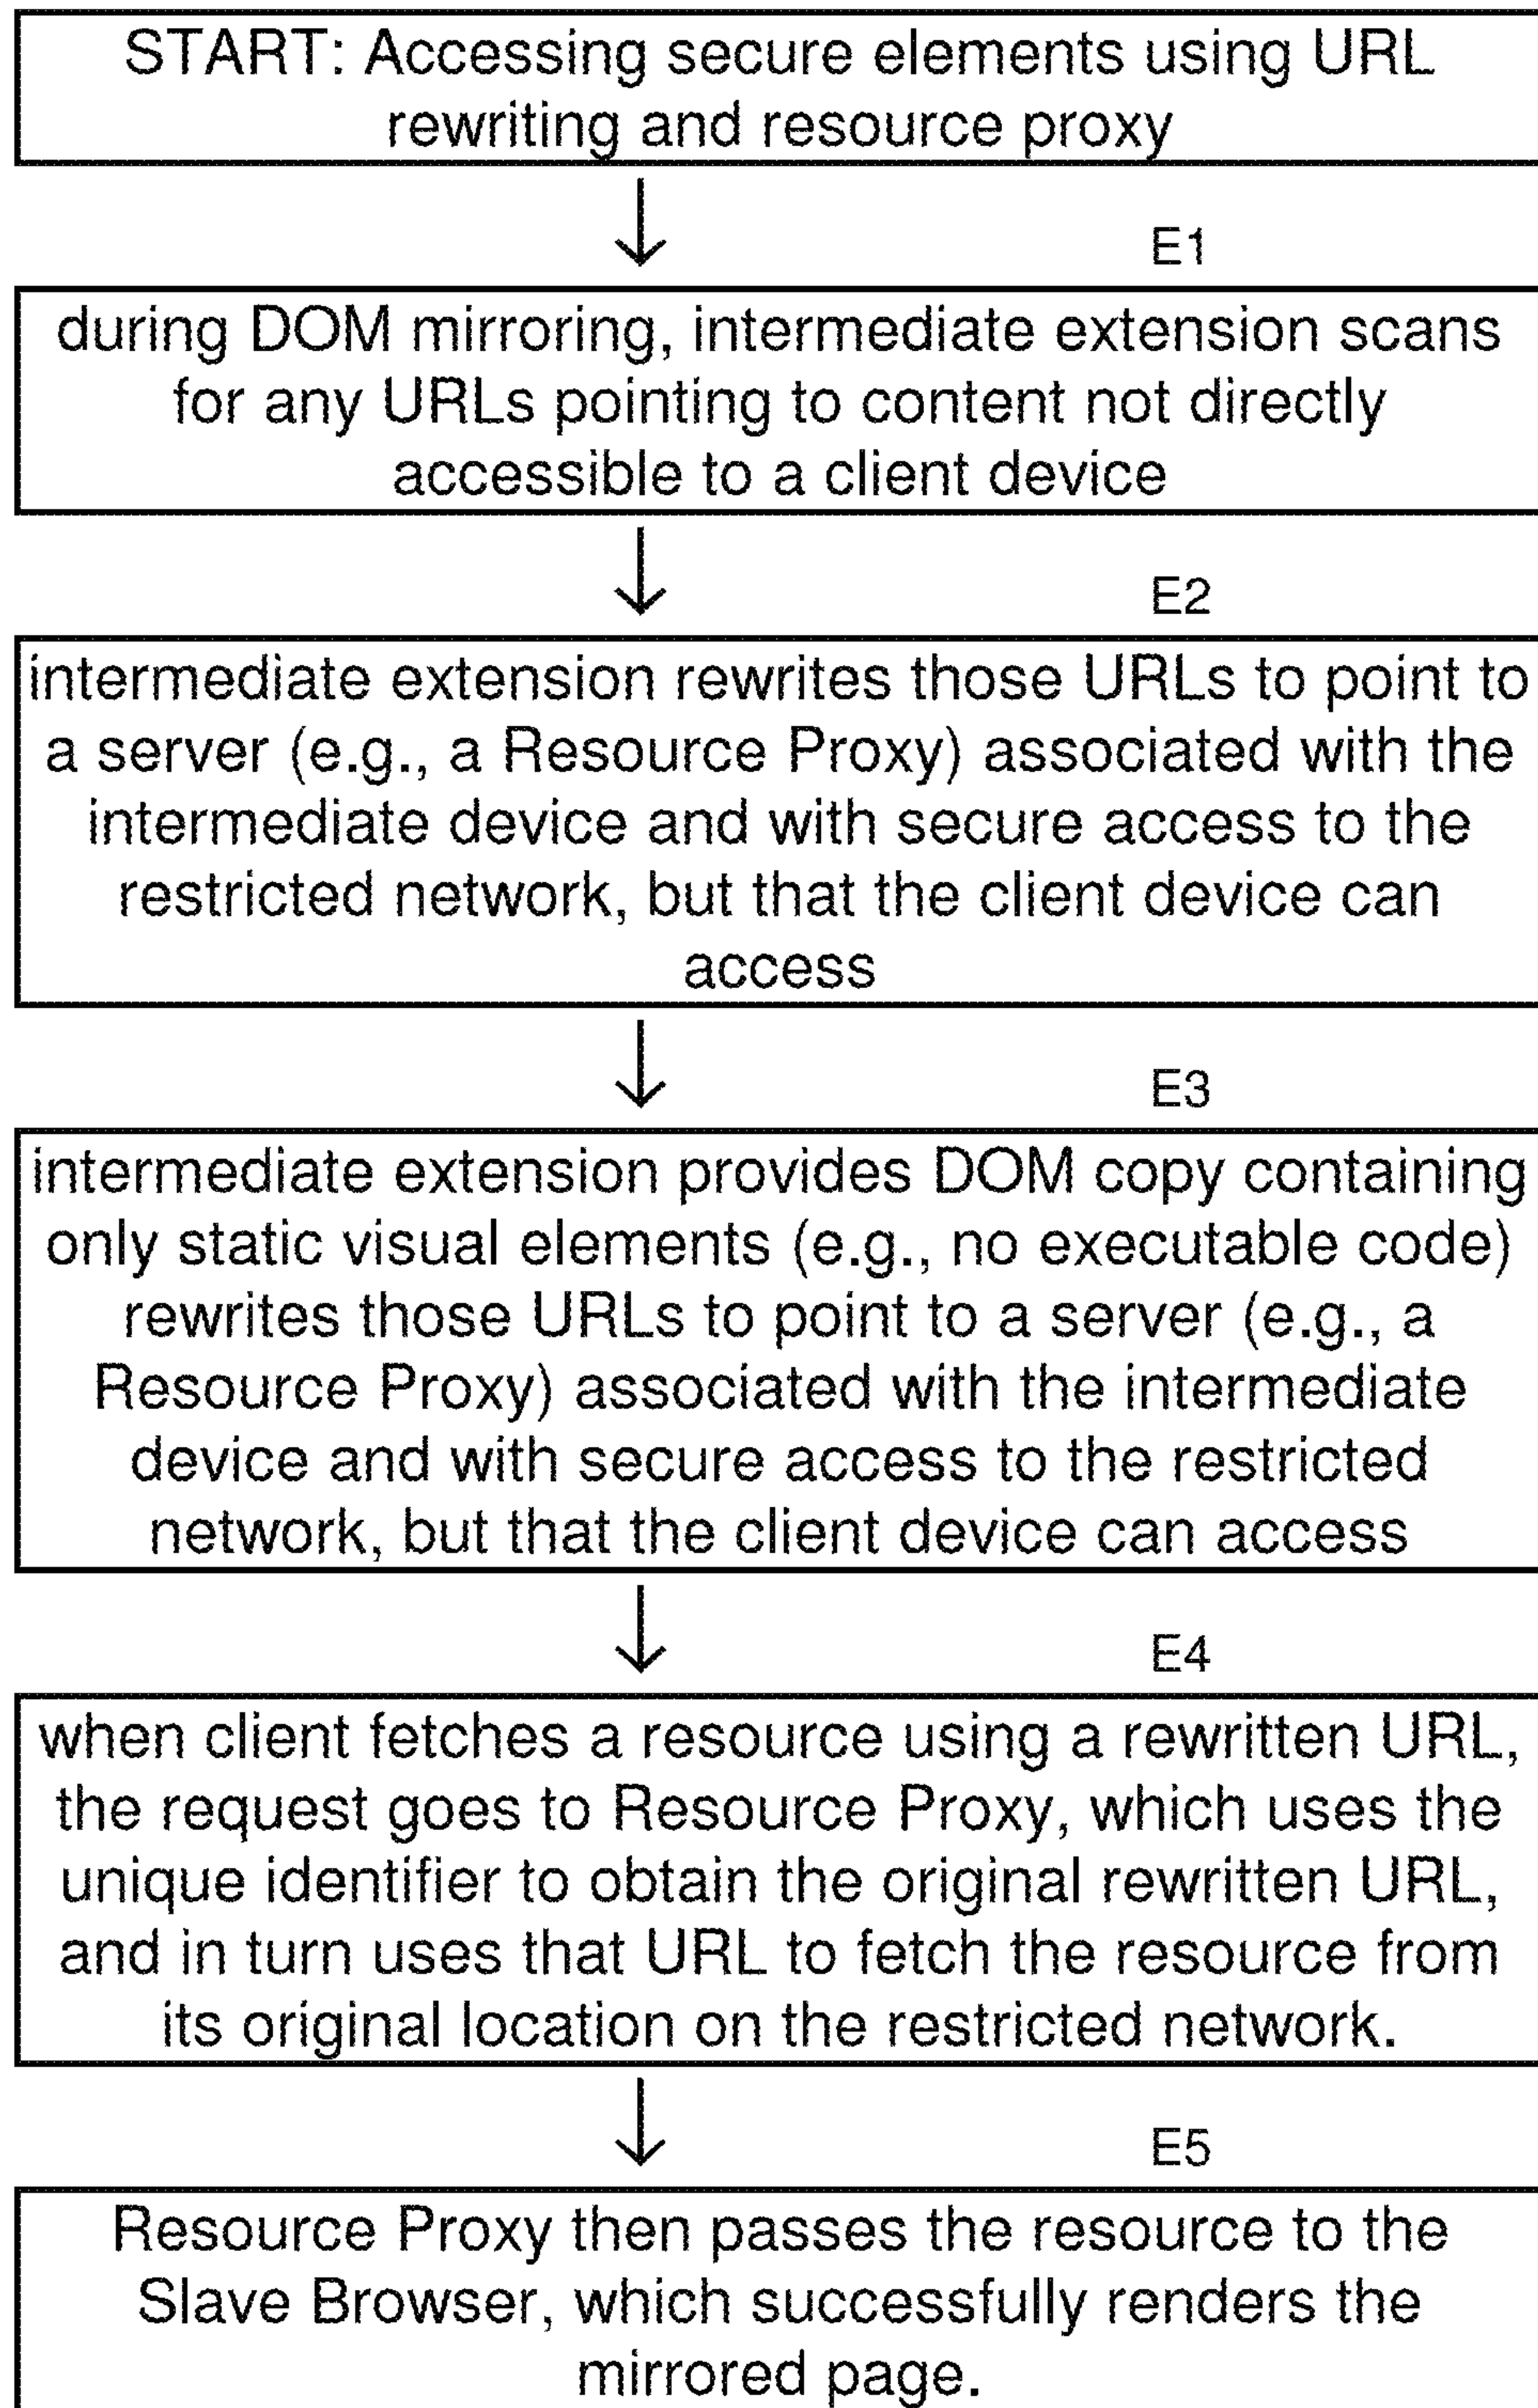 START: Accessing secure elements using URL
rewriting and resource proxy
E1
during DOM mirroring, intermediate extension scans
for any URLs pointing to content not directly
accessible to a client device
E2
intermediate extension rewrites those URLs to point to
a server (e.g., a Resource Proxy) associated with the
intermediate device and with secure access to the
restricted network, but that the client device can
access
E3
intermediate extension provides DOM copy containing
only static visual elements (e.g., no executable code)
rewrites those URLs to point to a server (e.g., a
Resource Proxy) associated with the intermediate
device and with secure access to the restricted
network, but that the client device can access
E4
when client fetches a resource using a rewritten URL,
the request goes to Resource Proxy, which uses the
unique identifier to obtain the original rewritten URL,
and in turn uses that URL to fetch the resource from
its original location on the restricted network.
E5
Resource Proxy then passes the resource to the
Slave Browser, which successfully renders the
mirrored page.